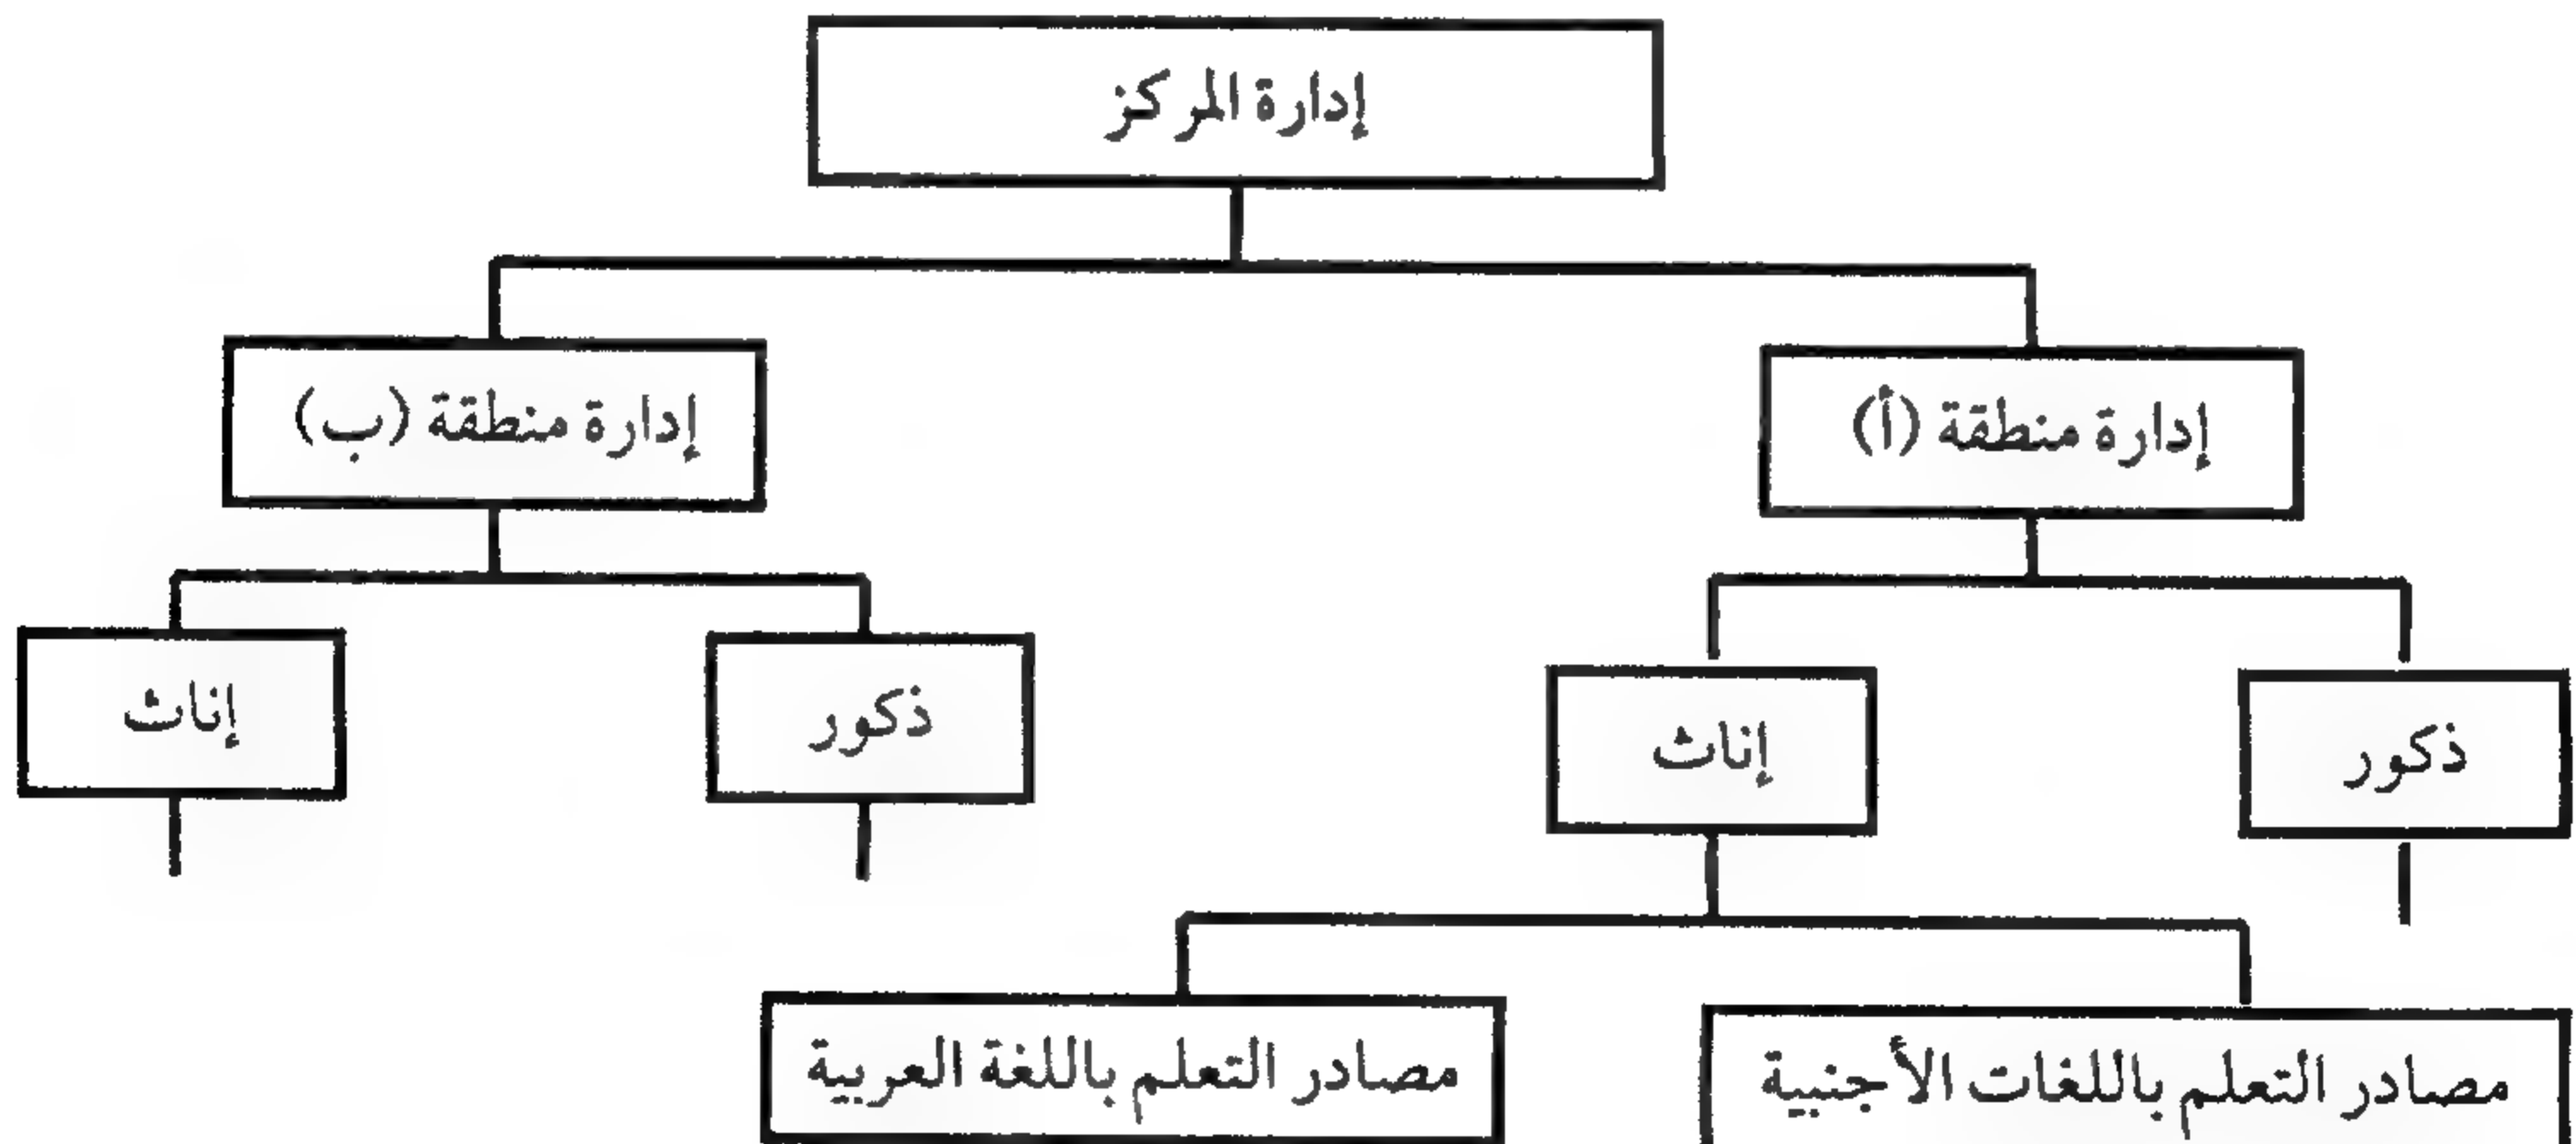 إدارة المركز
إدارة منطقة (أ)
إدارة منطقة (ب)
ذكور
إناث
ذكور
إناث
مصادر التعلم باللغات الأجنبية
مصادر التعلم باللغة العربية